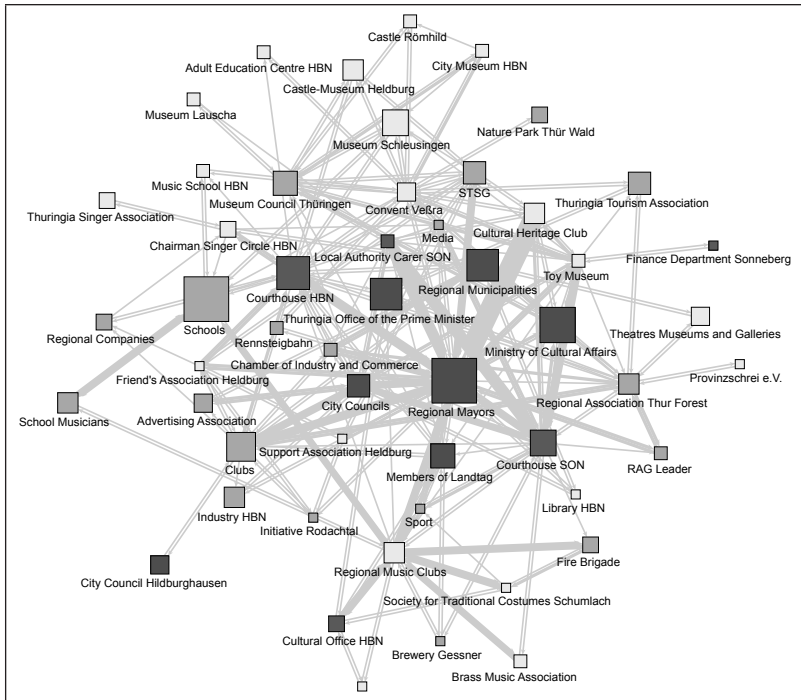 Castle Römhild
Adult Education Centre HBN
City Museum HBN
Castle-Museum Heldburg
Museum Lauscha
Museum Schleusingen
Nature Park Thür Wald
Music School HBN
STSG
Museum Council Thüringen
Convent Veßra
Thuringia Tourism Association
Thuringia Singer Association
Cultural Heritage Club
Media
Chairman Singer Circle HBN
Local Authority Carer SON
Toy Museum
Finance Department Sonneberg
Courthouse HBN
Regional Municipalities
Thuringia Office of the Prime Minister
Schools
Regional Companies
Rennsteigbahn
Theatres Museums and Galleries
Ministry of Cultural Affairs
Chamber of Industry and Commerce
Friend's Association Heldburg
Provinzschrei e.V.
City Councils
Regional Mayors
Regional Association Thur Forest
School Musicians
Advertising Association
Support Association Heldburg
Clubs
Courthouse SON
RAG Leader
Members of Landtag
Library HBN
Industry HBN
Initiative Rodachtal
Sport
Fire Brigade
Regional Music Clubs
City Council Hildburghausen
Society for Traditional Costumes Schumlach
Cultural Office HBN
Brewery Gessner
Brass Music Association